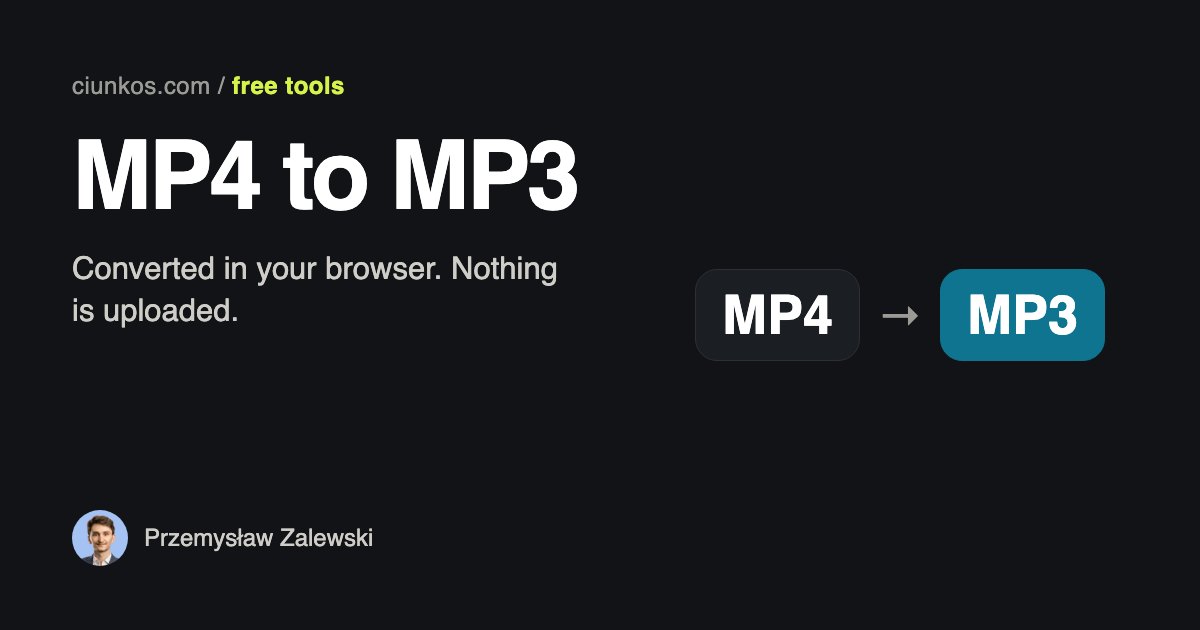 ciunkos.com / free tools
MP4 to MP3
Converted in your browser. Nothing
is uploaded.
MP4 → MP3
Przemysław Zalewski